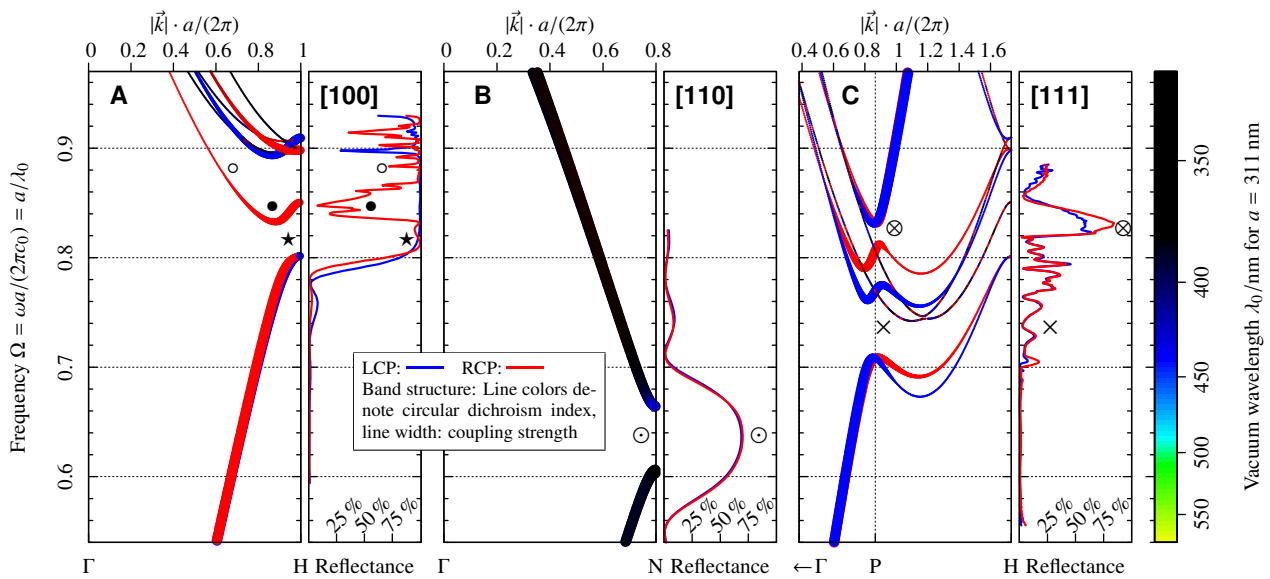 |k⃗| · a/(2π) |k⃗| · a/(2π) |k⃗| · a/(2π)
0 0.2 0.4 0.6 0.8 1 0 0.2 0.4 0.6 0.8 0.4 0.6 0.8 1 1.2 1.4 1.6
A [100] B [110] C [111]
Frequency Ω = ωa/(2πc₀) = a/λ₀
0.9
0.8
0.7
0.6
LCP: RCP:
Band structure: Line colors de-
note circular dichroism index,
line width: coupling strength
25 % 50 % 75 % 25 % 50 % 75 % 25 % 50 % 75 %
Γ H Reflectance Γ N Reflectance ←Γ P H Reflectance
350
400
450
500
550
Vacuum wavelength λ₀/nm for a = 311 nm